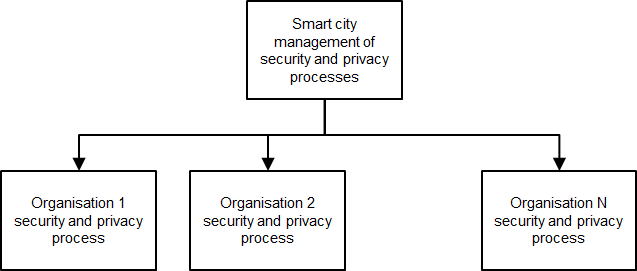 Smart city
management of
security and privacy
processes
Organisation 1
security and privacy
process
Organisation 2
security and privacy
process
Organisation N
security and privacy
process